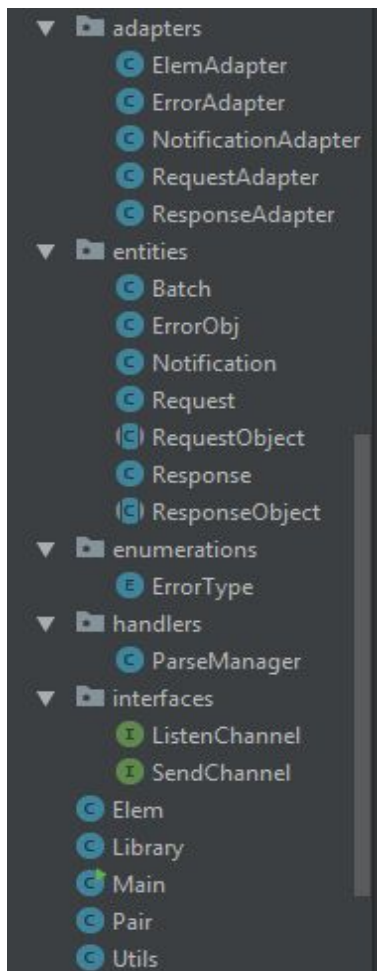 adapters
C ElemAdapter
C ErrorAdapter
C NotificationAdapter
C RequestAdapter
C ResponseAdapter
entities
C Batch
C ErrorObj
C Notification
C Request
C RequestObject
C Response
C ResponseObject
enumerations
E ErrorType
handlers
C ParseManager
interfaces
I ListenChannel
I SendChannel
C Elem
C Library
C Main
C Pair
C Utils